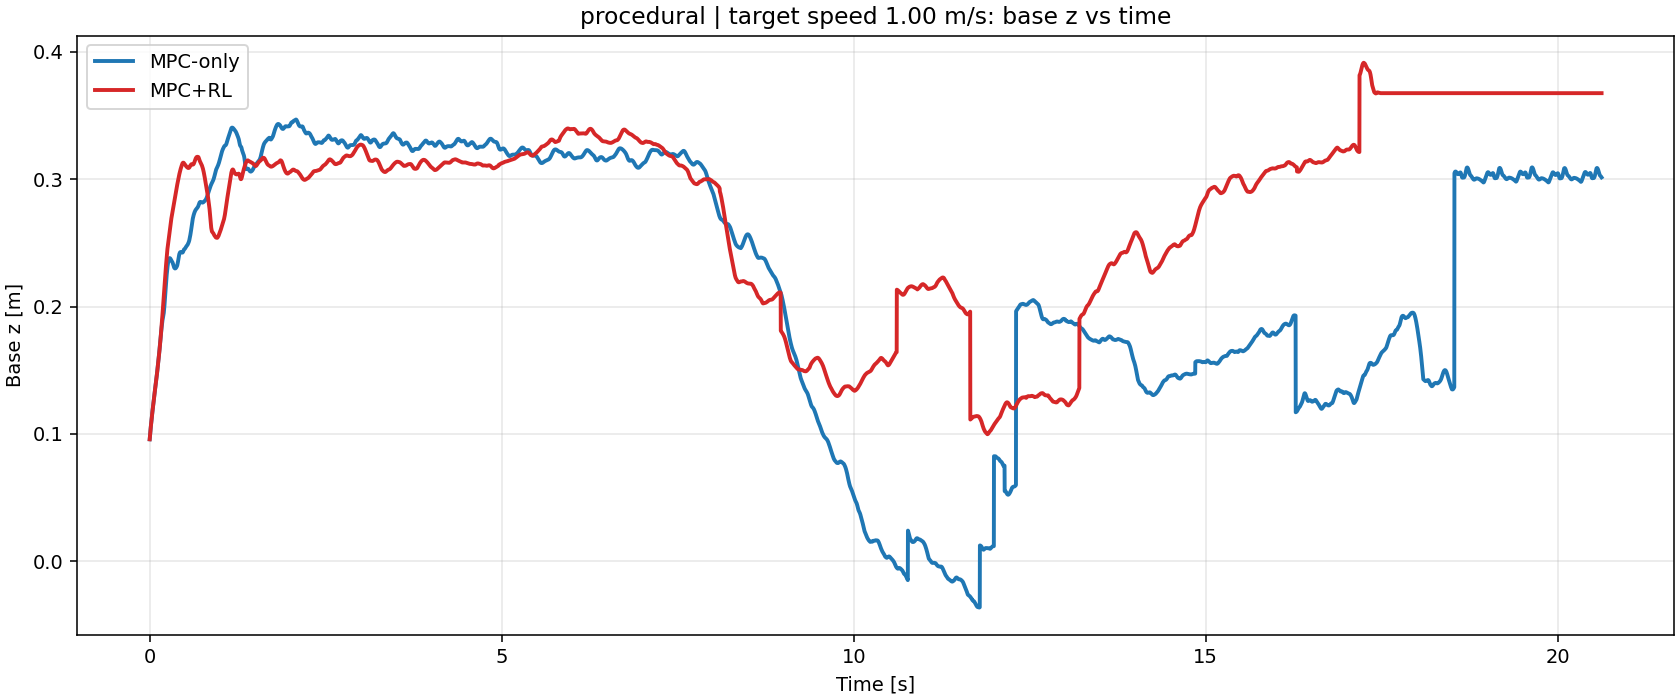 procedural | target speed 1.00 m/s: base z vs time
MPC-only
MPC+RL
Base z [m]
0.4
0.3
0.2
0.1
0.0
0
5
10
15
20
Time [s]